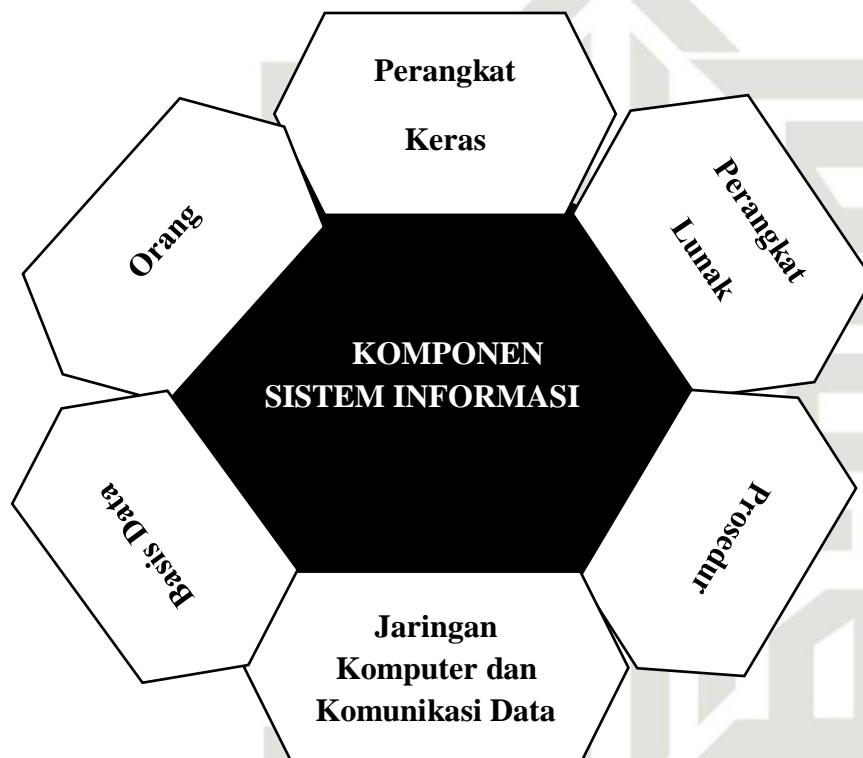 Perangkat
Keras
Orang
Perangkat
Lunak
KOMPONEN
SISTEM INFORMASI
Basis Data
Prosedur
Jaringan
Komputer dan
Komunikasi Data